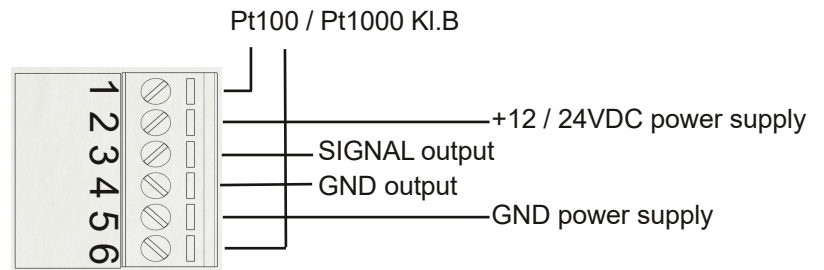 Pt100 / Pt1000 Kl.B
1
2 +12 / 24VDC power supply
3 SIGNAL output
4 GND output
5 GND power supply
6